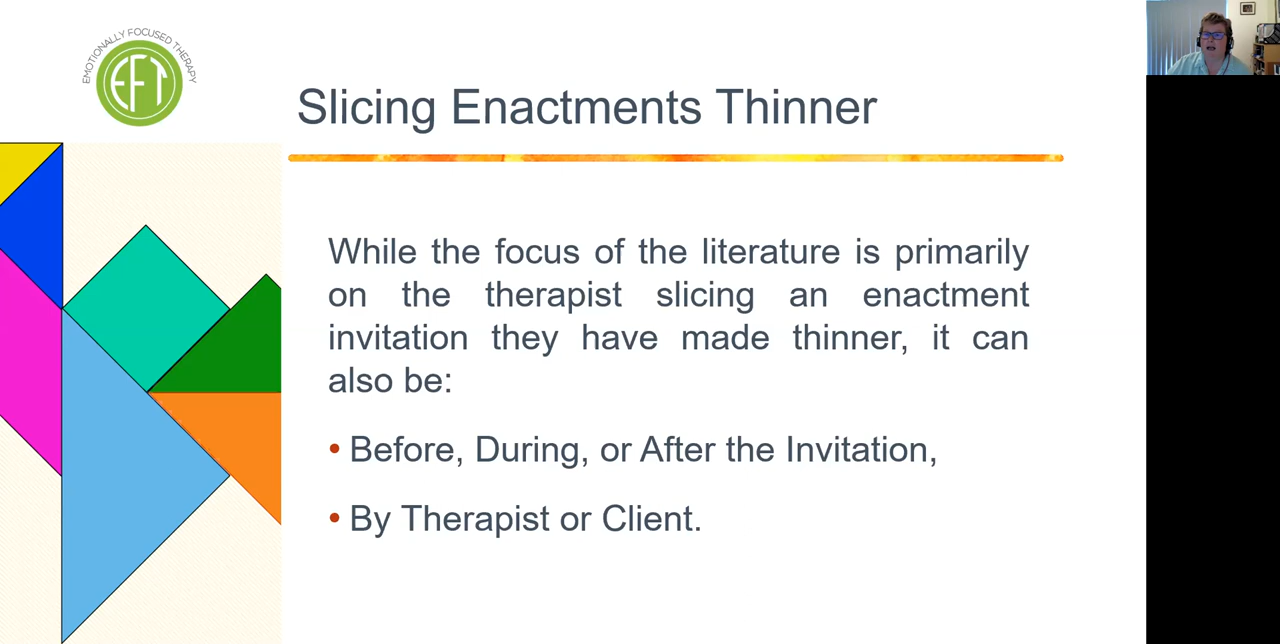 EMOTIONALLY FOCUSED THERAPY
EFT
Slicing Enactments Thinner
While the focus of the literature is primarily
on the therapist slicing an enactment
invitation they have made thinner, it can
also be:
• Before, During, or After the Invitation,
• By Therapist or Client.